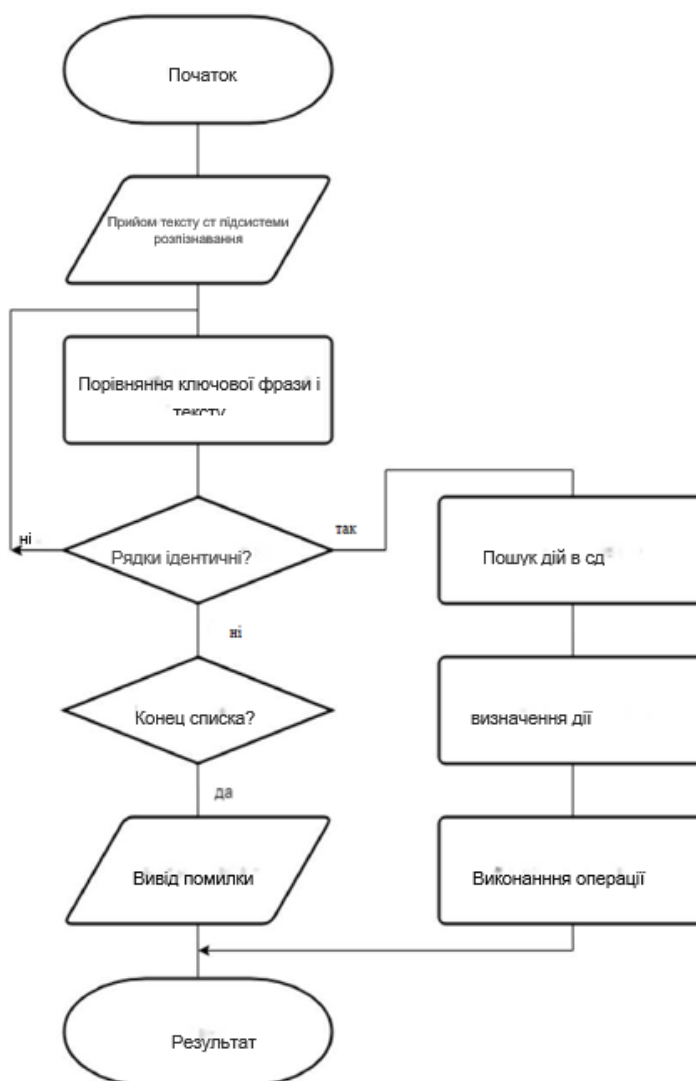 Початок
Прийом тексту ст підсистеми
розпізнавання
Порівняння ключової фрази і
тексту
ні
Рядки ідентичні?
так
Пошук дій в сд
ні
Конец списка?
визначення дії
да
Вивід помилки
Виконанння операції
Результат